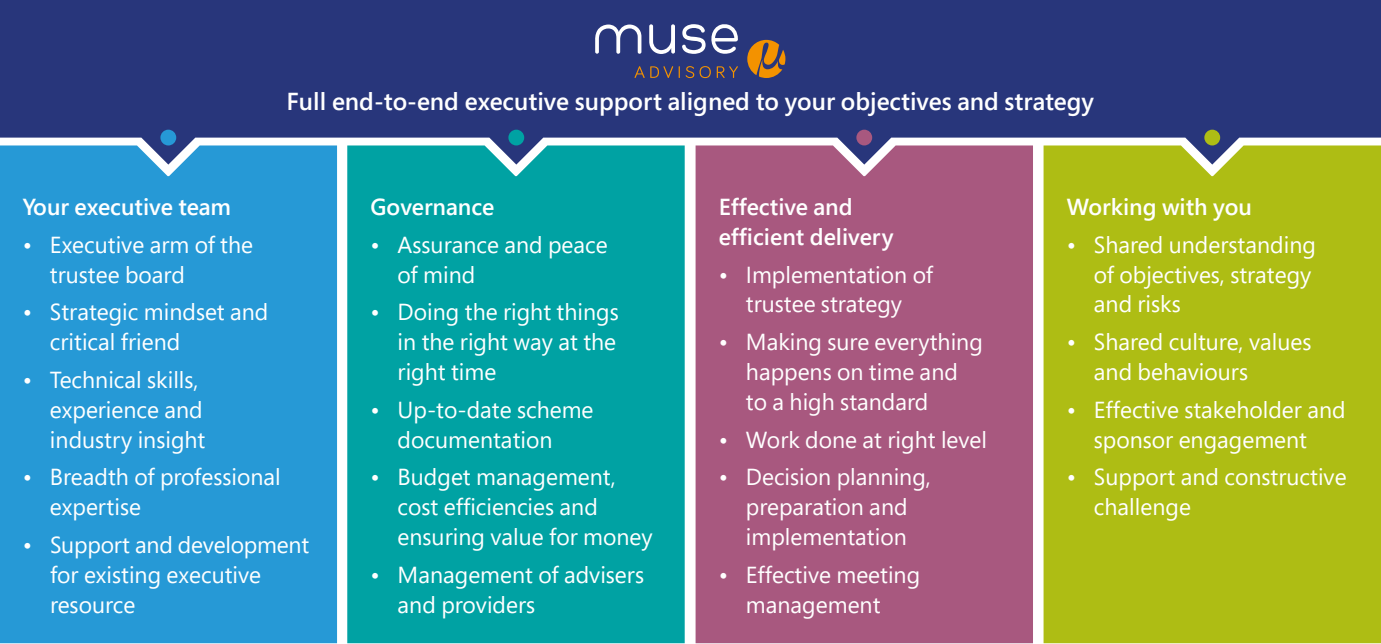 muse
ADVISORY
Full end-to-end executive support aligned to your objectives and strategy
Your executive team
• Executive arm of the
trustee board
• Strategic mindset and
critical friend
• Technical skills,
experience and
industry insight
• Breadth of professional
expertise
• Support and development
for existing executive
resource
Governance
• Assurance and peace
of mind
• Doing the right things
in the right way at the
right time
• Up-to-date scheme
documentation
• Budget management,
cost efficiencies and
ensuring value for money
• Management of advisers
and providers
Effective and
efficient delivery
• Implementation of
trustee strategy
• Making sure everything
happens on time and
to a high standard
• Work done at right level
• Decision planning,
preparation and
implementation
• Effective meeting
management
Working with you
• Shared understanding
of objectives, strategy
and risks
• Shared culture, values
and behaviours
• Effective stakeholder and
sponsor engagement
• Support and constructive
challenge